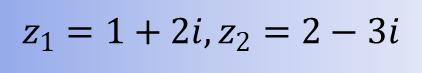 z₁ = 1 + 2i, z₂ = 2 − 3i